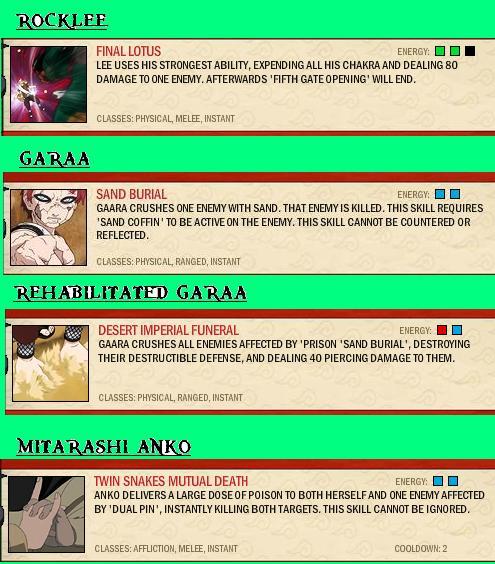 ROCKLEE
FINAL LOTUS ENERGY:
LEE USES HIS STRONGEST ABILITY, EXPENDING ALL HIS CHAKRA AND DEALING 80
DAMAGE TO ONE ENEMY. AFTERWARDS 'FIFTH GATE OPENING' WILL END.
CLASSES: PHYSICAL, MELEE, INSTANT
GARAA
SAND BURIAL ENERGY:
GAARA CRUSHES ONE ENEMY WITH SAND. THAT ENEMY IS KILLED. THIS SKILL REQUIRES
'SAND COFFIN' TO BE ACTIVE ON THE ENEMY. THIS SKILL CANNOT BE COUNTERED OR
REFLECTED.
CLASSES: PHYSICAL, RANGED, INSTANT
REHABILITATED GARAA
DESERT IMPERIAL FUNERAL ENERGY:
GAARA CRUSHES ALL ENEMIES AFFECTED BY 'PRISON 'SAND BURIAL', DESTROYING
THEIR DESTRUCTIBLE DEFENSE, AND DEALING 40 PIERCING DAMAGE TO THEM.
CLASSES: PHYSICAL, RANGED, INSTANT
MITARASHI ANKO
TWIN SNAKES MUTUAL DEATH ENERGY:
ANKO DELIVERS A LARGE DOSE OF POISON TO BOTH HERSELF AND ONE ENEMY AFFECTED
BY 'DUAL PIN', INSTANTLY KILLING BOTH TARGETS. THIS SKILL CANNOT BE IGNORED.
CLASSES: AFFLICTION, MELEE, INSTANT COOLDOWN: 2